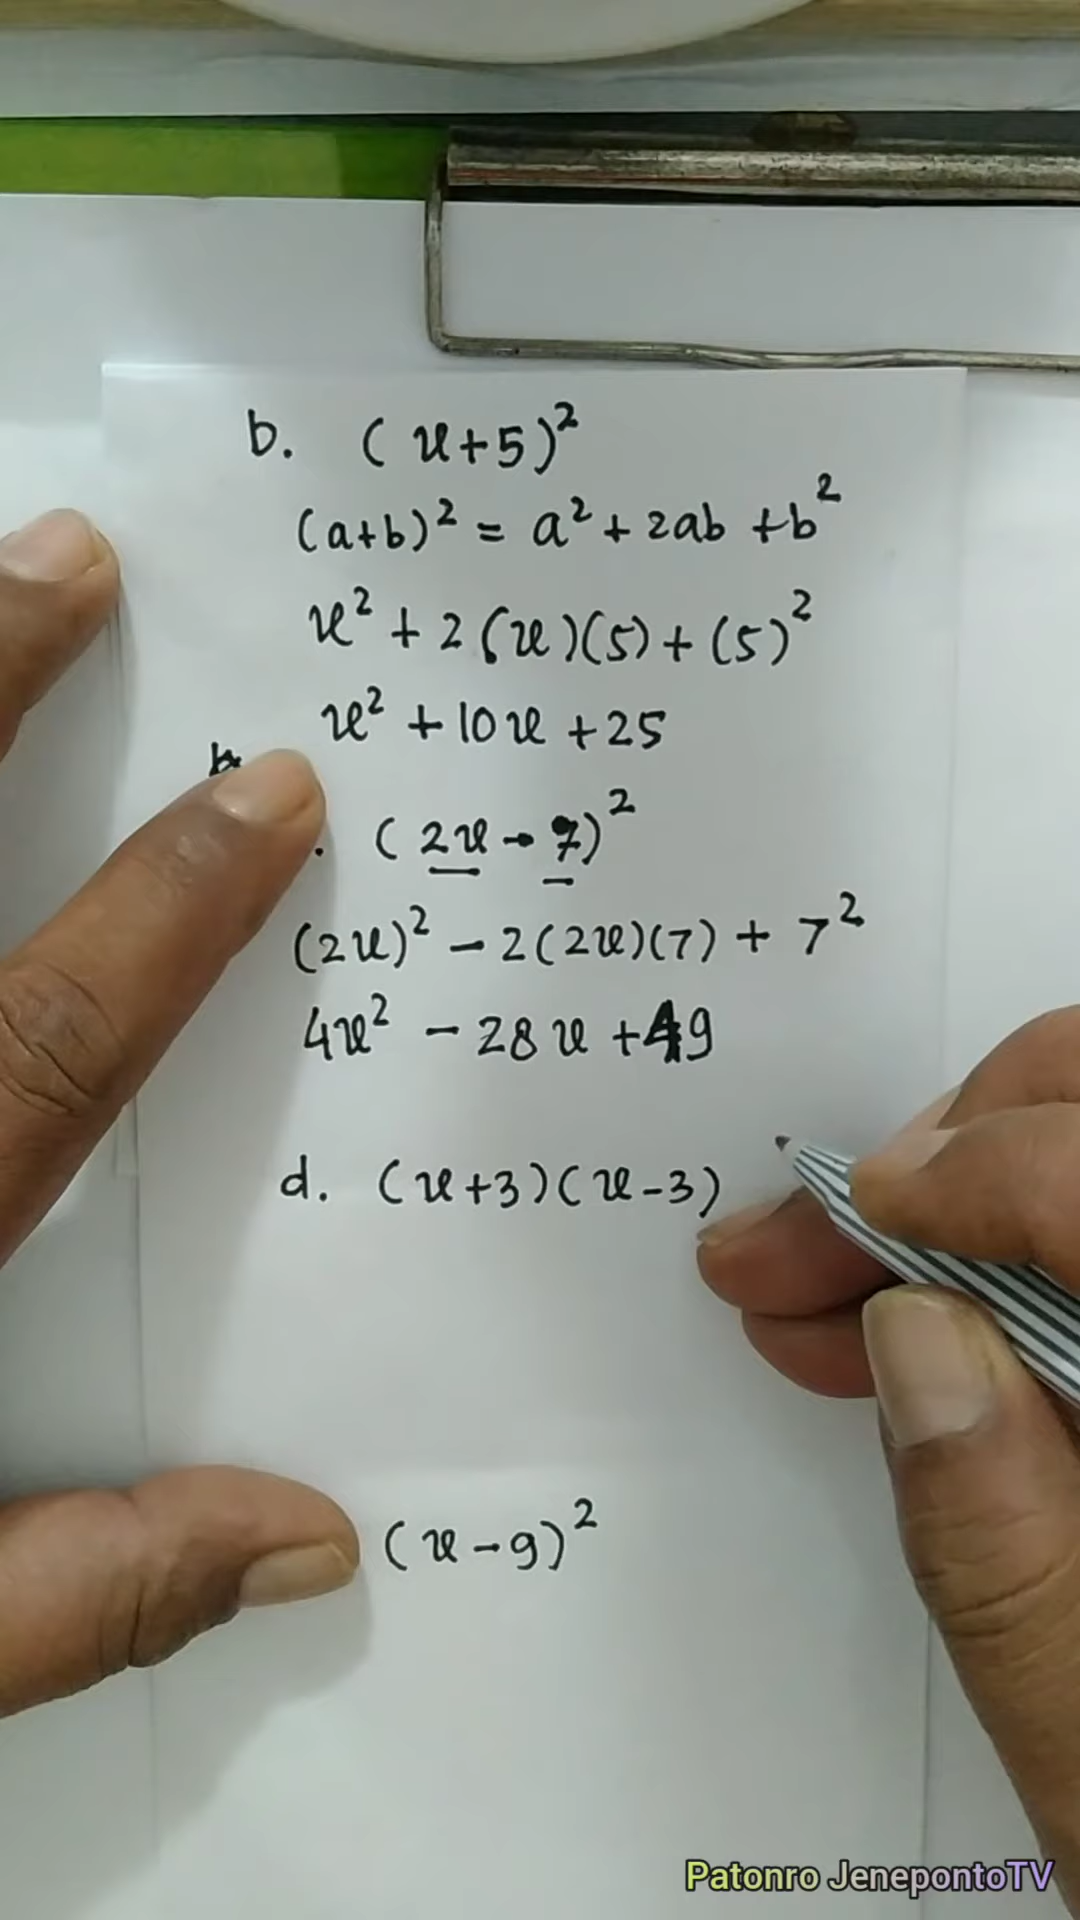 b. (x+5)²
(a+b)² = a² + 2ab + b²
x² + 2(x)(5) + (5)²
x² + 10x + 25
. (2x - 7)²
(2x)² - 2(2x)(7) + 7²
4x² - 28x + 49
d. (x+3)(x-3)
(x-9)²
Patonro JenepontoTV